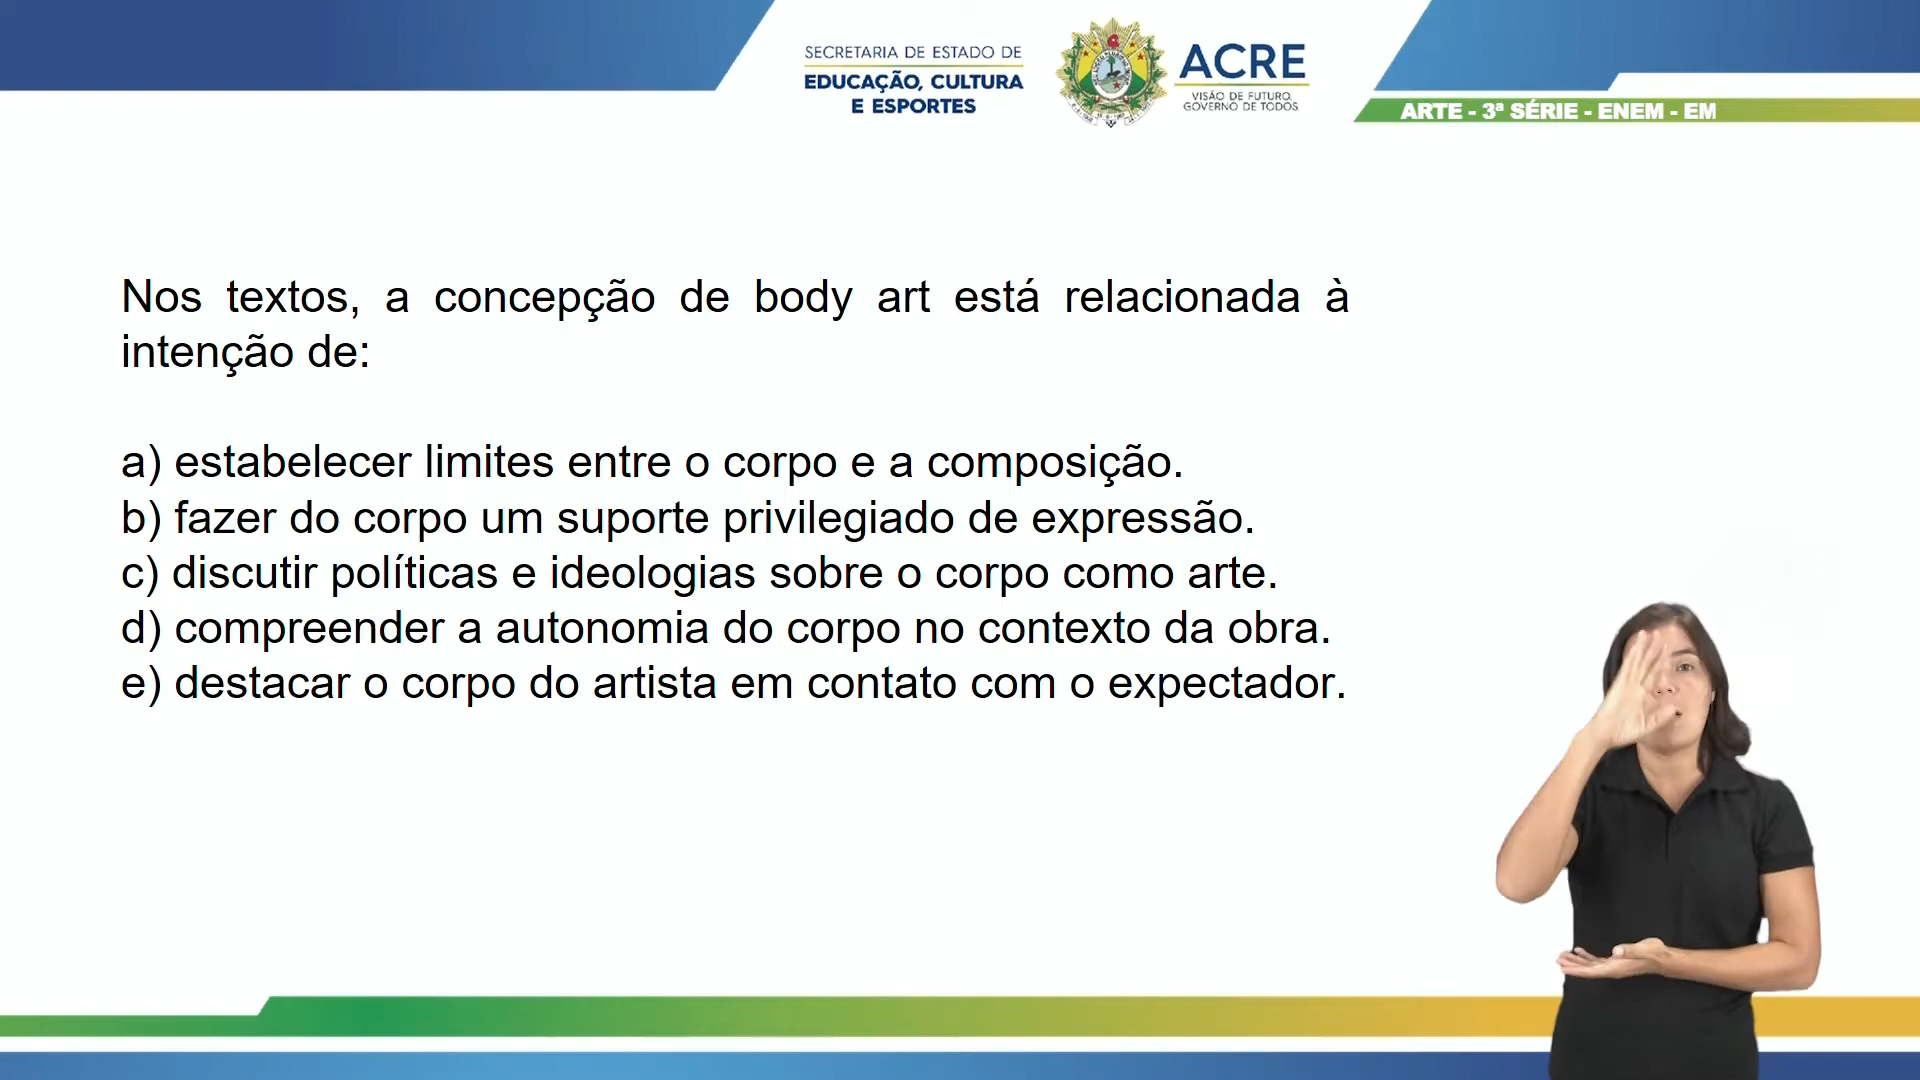 SECRETARIA DE ESTADO DE
EDUCAÇÃO, CULTURA
E ESPORTES
ACRE
VISÃO DE FUTURO.
GOVERNO DE TODOS.
ARTE - 3ª SÉRIE - ENEM - EM
Nos textos, a concepção de body art está relacionada à
intenção de:
a) estabelecer limites entre o corpo e a composição.
b) fazer do corpo um suporte privilegiado de expressão.
c) discutir políticas e ideologias sobre o corpo como arte.
d) compreender a autonomia do corpo no contexto da obra.
e) destacar o corpo do artista em contato com o expectador.